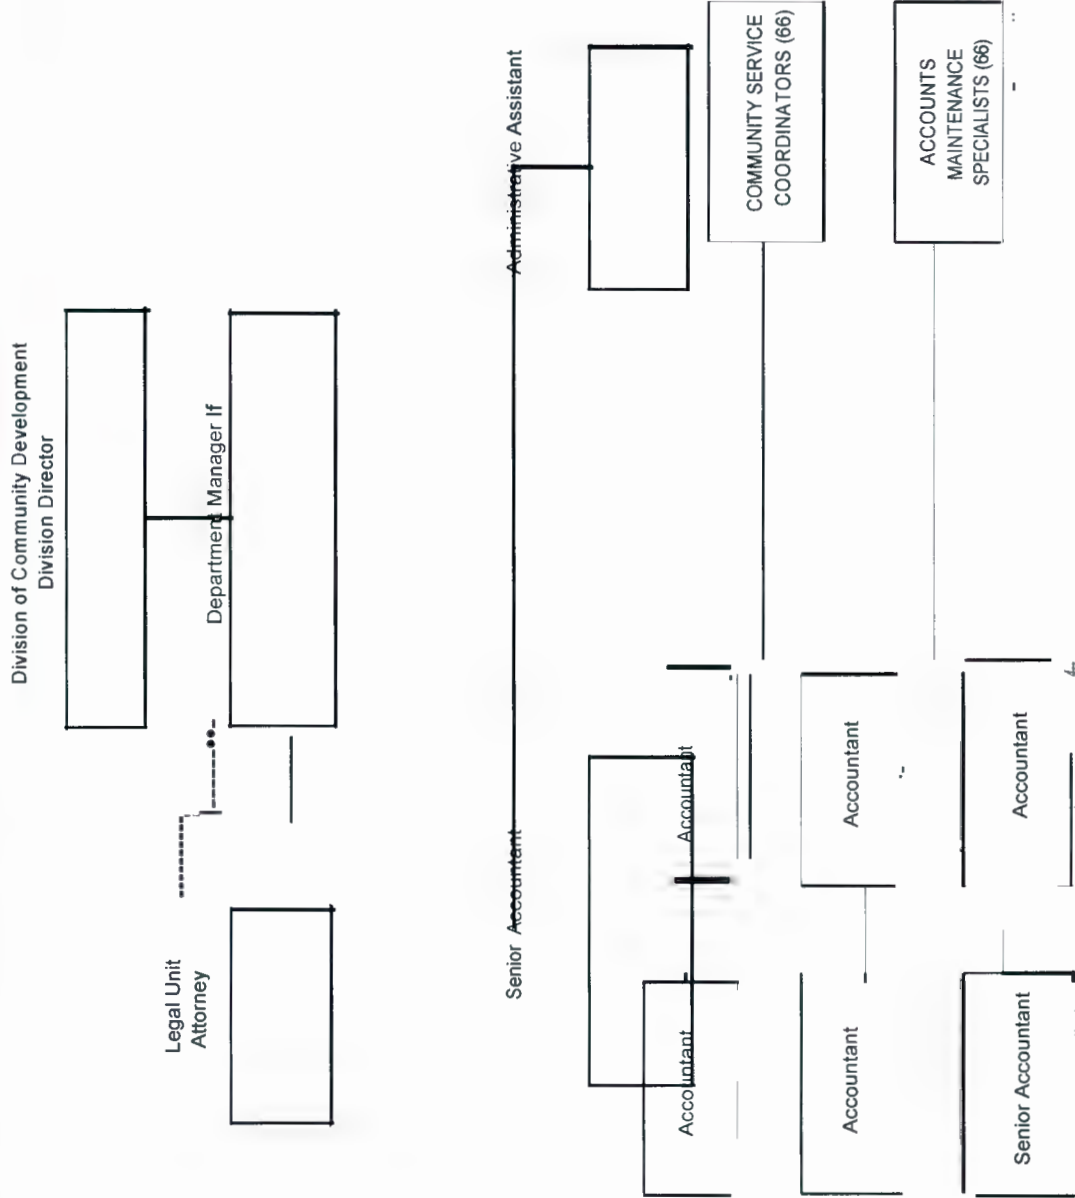 Division of Community Development
Division Director
Department Manager If
Legal Unit
Attorney
Senior Accountant
Administrative Assistant
Accountant
Accountant
COMMUNITY SERVICE
COORDINATORS (66)
Accountant
Accountant
ACCOUNTS
MAINTENANCE
SPECIALISTS (66)
Senior Accountant
Accountant